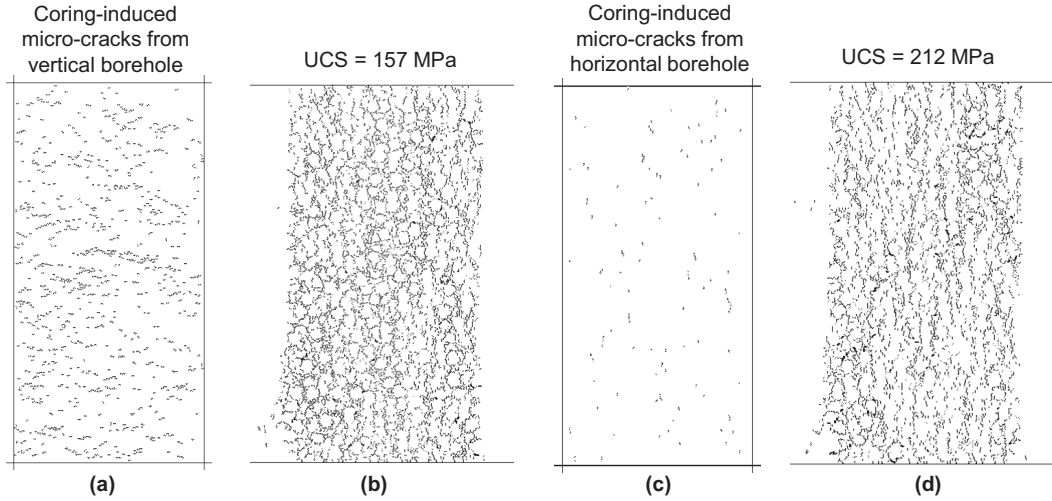 Coring-induced
micro-cracks from
vertical borehole
UCS = 157 MPa
Coring-induced
micro-cracks from
horizontal borehole
UCS = 212 MPa
(a)
(b)
(c)
(d)